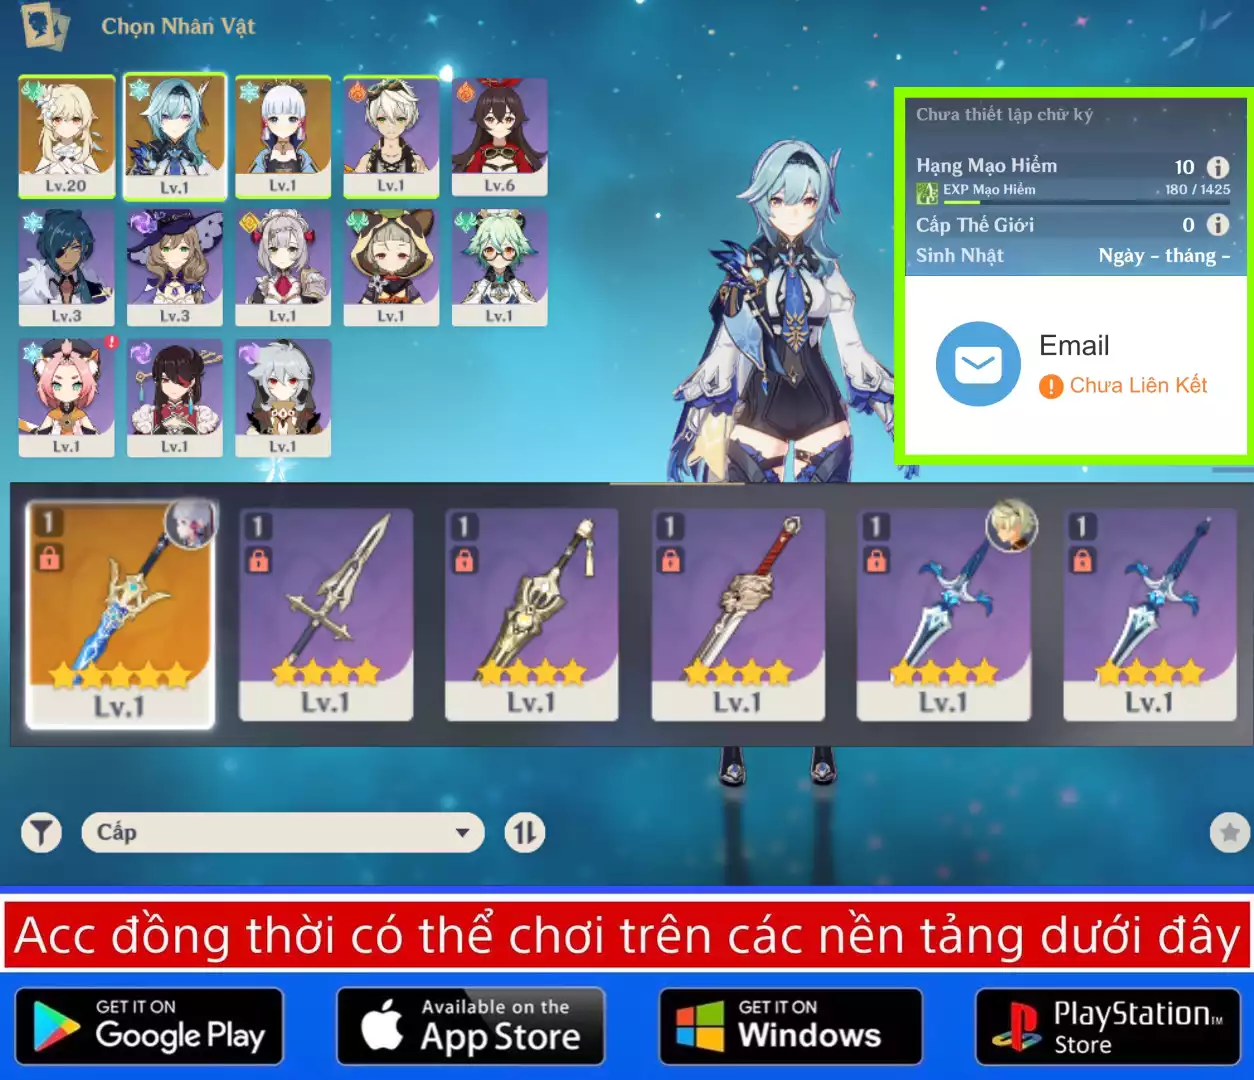 Chọn Nhân Vật
Lv.20
Lv.1
Lv.1
Lv.1
Lv.6
Lv.3
Lv.3
Lv.1
Lv.1
Lv.1
Lv.1
Lv.1
Lv.1
Chưa thiết lập chữ ký
Hạng Mạo Hiểm 10
EXP Mạo Hiểm 180 / 1425
Cấp Thế Giới 0
Sinh Nhật Ngày - tháng -
Email
Chưa Liên Kết
1
1
1
1
1
1
Lv.1
Lv.1
Lv.1
Lv.1
Lv.1
Lv.1
Cấp
Acc đồng thời có thể chơi trên các nền tảng dưới đây
GET IT ON
Google Play
Available on the
App Store
GET IT ON
Windows
PlayStation™
Store